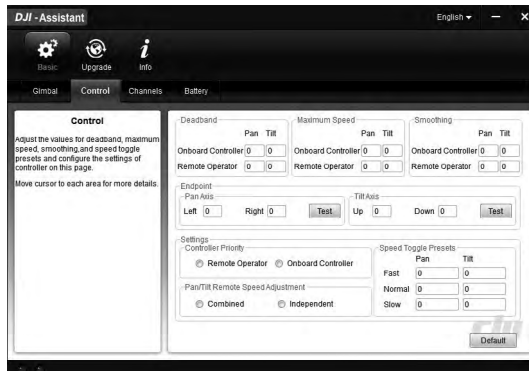 DJI - Assistant
English
Basic Upgrade Info
Gimbal Control Channels Battery
Control
Adjust the values for deadband, maximum
speed, smoothing,and speed toggle
presets and configure the settings of
controller on this page.
Move cursor to each area for more details.
Deadband
Pan Tilt
Onboard Controller 0 0
Remote Operator 0 0
Maximum Speed
Pan Tilt
Onboard Controller 0 0
Remote Operator 0 0
Smoothing
Pan Tilt
Onboard Controller 0 0
Remote Operator 0 0
Endpoint
Pan Axis
Left 0 Right 0 Test
Tilt Axis
Up 0 Down 0 Test
Settings
Controller Priority
Remote Operator Onboard Controller
Pan/Tilt Remote Speed Adjustment
Combined Independent
Speed Toggle Presets
Pan Tilt
Fast 0 0
Normal 0 0
Slow 0 0
dji
Default